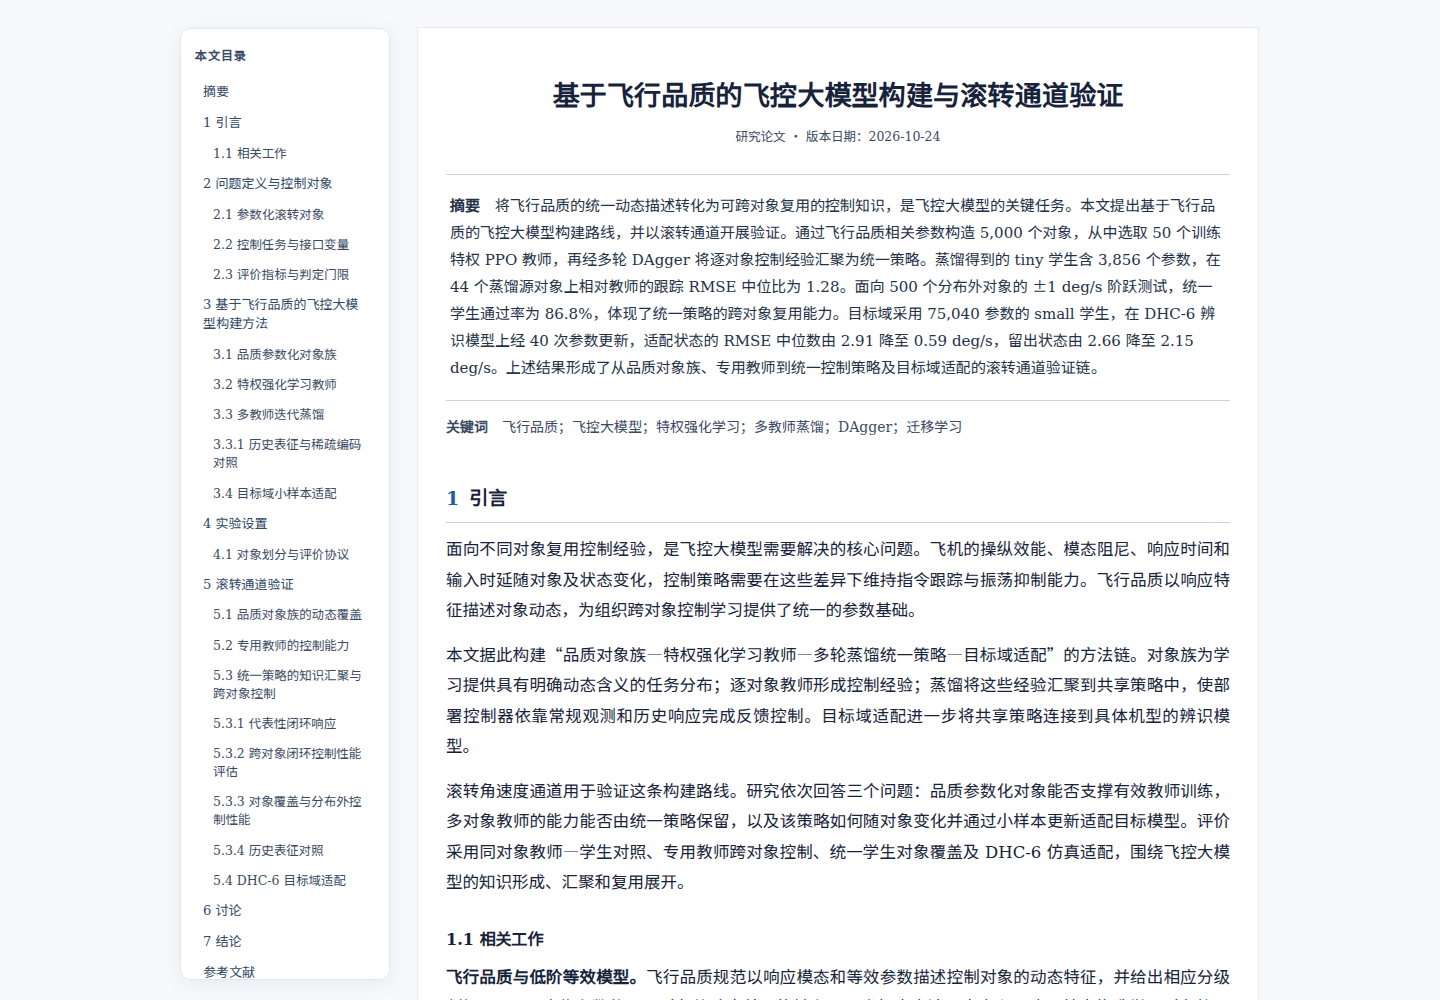 本文目录
摘要
1 引言
1.1 相关工作
2 问题定义与控制对象
2.1 参数化滚转对象
2.2 控制任务与接口变量
2.3 评价指标与判定门限
3 基于飞行品质的飞控大模
型构建方法
3.1 品质参数化对象族
3.2 特权强化学习教师
3.3 多教师迭代蒸馏
3.3.1 历史表征与稀疏编码
对照
3.4 目标域小样本适配
4 实验设置
4.1 对象划分与评价协议
5 滚转通道验证
5.1 品质对象族的动态覆盖
5.2 专用教师的控制能力
5.3 统一策略的知识汇聚与
跨对象控制
5.3.1 代表性闭环响应
5.3.2 跨对象闭环控制性能
评估
5.3.3 对象覆盖与分布外控
制性能
5.3.4 历史表征对照
5.4 DHC-6 目标域适配
6 讨论
7 结论
参考文献
基于飞行品质的飞控大模型构建与滚转通道验证
研究论文 · 版本日期：2026-10-24
摘要 将飞行品质的统一动态描述转化为可跨对象复用的控制知识，是飞控大模型的关键任务。本文提出基于飞行品
质的飞控大模型构建路线，并以滚转通道开展验证。通过飞行品质相关参数构造 5,000 个对象，从中选取 50 个训练
特权 PPO 教师，再经多轮 DAgger 将逐对象控制经验汇聚为统一策略。蒸馏得到的 tiny 学生含 3,856 个参数，在
44 个蒸馏源对象上相对教师的跟踪 RMSE 中位比为 1.28。面向 500 个分布外对象的 ±1 deg/s 阶跃测试，统一
学生通过率为 86.8%，体现了统一策略的跨对象复用能力。目标域采用 75,040 参数的 small 学生，在 DHC-6 辨
识模型上经 40 次参数更新，适配状态的 RMSE 中位数由 2.91 降至 0.59 deg/s，留出状态由 2.66 降至 2.15
deg/s。上述结果形成了从品质对象族、专用教师到统一控制策略及目标域适配的滚转通道验证链。
关键词 飞行品质；飞控大模型；特权强化学习；多教师蒸馏；DAgger；迁移学习
1 引言
面向不同对象复用控制经验，是飞控大模型需要解决的核心问题。飞机的操纵效能、模态阻尼、响应时间和
输入时延随对象及状态变化，控制策略需要在这些差异下维持指令跟踪与振荡抑制能力。飞行品质以响应特
征描述对象动态，为组织跨对象控制学习提供了统一的参数基础。
本文据此构建“品质对象族—特权强化学习教师—多轮蒸馏统一策略—目标域适配”的方法链。对象族为学
习提供具有明确动态含义的任务分布；逐对象教师形成控制经验；蒸馏将这些经验汇聚到共享策略中，使部
署控制器依靠常规观测和历史响应完成反馈控制。目标域适配进一步将共享策略连接到具体机型的辨识模
型。
滚转角速度通道用于验证这条构建路线。研究依次回答三个问题：品质参数化对象能否支撑有效教师训练，
多对象教师的能力能否由统一策略保留，以及该策略如何随对象变化并通过小样本更新适配目标模型。评价
采用同对象教师—学生对照、专用教师跨对象控制、统一学生对象覆盖及 DHC-6 仿真适配，围绕飞控大模
型的知识形成、汇聚和复用展开。
1.1 相关工作
飞行品质与低阶等效模型。飞行品质规范以响应模态和等效参数描述控制对象的动态特征，并给出相应分级